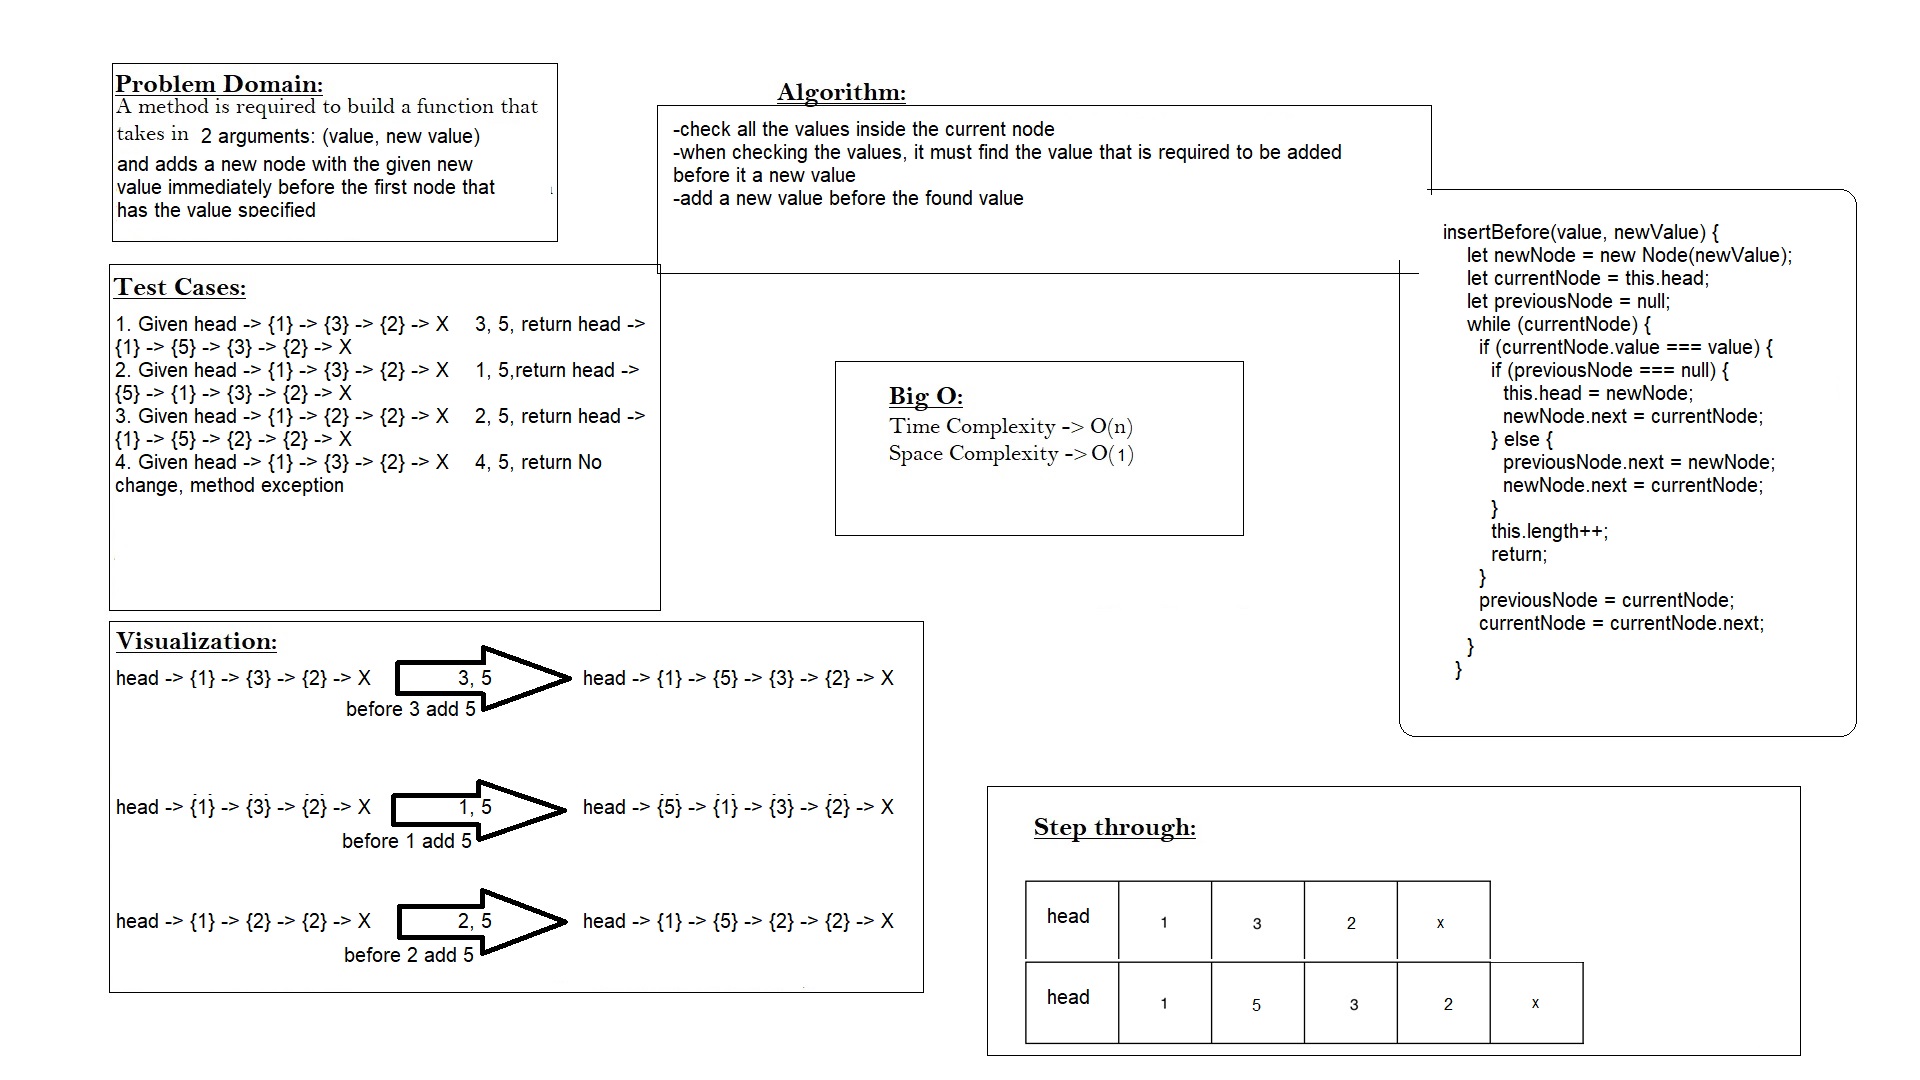 Problem Domain:
A method is required to build a function that
takes in 2 arguments: (value, new value)
and adds a new node with the given new
value immediately before the first node that
has the value specified
Algorithm:
-check all the values inside the current node
-when checking the values, it must find the value that is required to be added
before it a new value
-add a new value before the found value
Test Cases:
1. Given head -> {1} -> {3} -> {2} -> X 3, 5, return head ->
{1} -> {5} -> {3} -> {2} -> X
2. Given head -> {1} -> {3} -> {2} -> X 1, 5,return head ->
{5} -> {1} -> {3} -> {2} -> X
3. Given head -> {1} -> {2} -> {2} -> X 2, 5, return head ->
{1} -> {5} -> {2} -> {2} -> X
4. Given head -> {1} -> {3} -> {2} -> X 4, 5, return No
change, method exception
Big O:
Time Complexity -> O(n)
Space Complexity -> O(1)
insertBefore(value, newValue) {
let newNode = new Node(newValue);
let currentNode = this.head;
let previousNode = null;
while (currentNode) {
if (currentNode.value === value) {
if (previousNode === null) {
this.head = newNode;
newNode.next = currentNode;
} else {
previousNode.next = newNode;
newNode.next = currentNode;
}
this.length++;
return;
}
previousNode = currentNode;
currentNode = currentNode.next;
}
}
Visualization:
head -> {1} -> {3} -> {2} -> X 3, 5 head -> {1} -> {5} -> {3} -> {2} -> X
before 3 add 5
head -> {1} -> {3} -> {2} -> X 1, 5 head -> {5} -> {1} -> {3} -> {2} -> X
before 1 add 5
head -> {1} -> {2} -> {2} -> X 2, 5 head -> {1} -> {5} -> {2} -> {2} -> X
before 2 add 5
Step through:
head 1 3 2 x
head 1 5 3 2 x